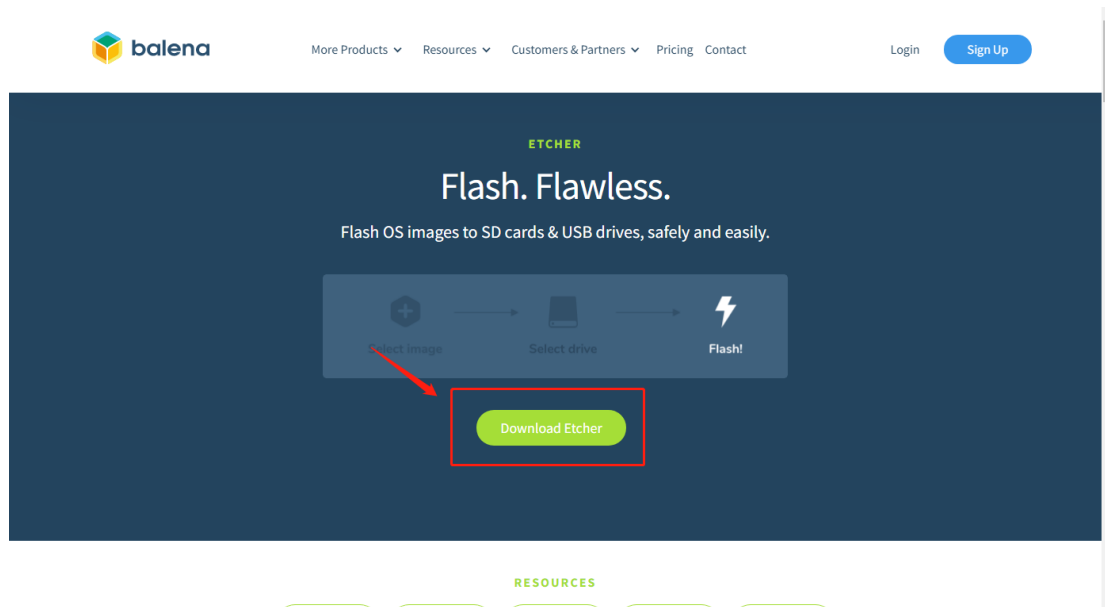 balena
More Products Resources Customers & Partners Pricing Contact Login Sign Up
ETCHER
Flash. Flawless.
Flash OS images to SD cards & USB drives, safely and easily.
Select image Select drive Flash!
Download Etcher
RESOURCES